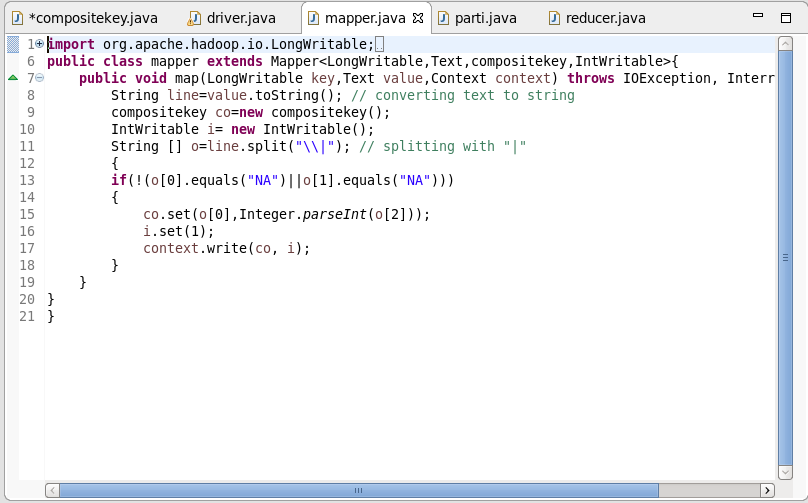 *compositekey.java driver.java mapper.java parti.java reducer.java
1 import org.apache.hadoop.io.LongWritable;
6 public class mapper extends Mapper<LongWritable,Text,compositekey,IntWritable>{
7 public void map(LongWritable key,Text value,Context context) throws IOException, Interr
8 String line=value.toString(); // converting text to string
9 compositekey co=new compositekey();
10 IntWritable i= new IntWritable();
11 String [] o=line.split("\\|"); // splitting with "|"
12 {
13 if(!(o[0].equals("NA")||o[1].equals("NA")))
14 {
15 co.set(o[0],Integer.parseInt(o[2]));
16 i.set(1);
17 context.write(co, i);
18 }
19 }
20 }
21 }